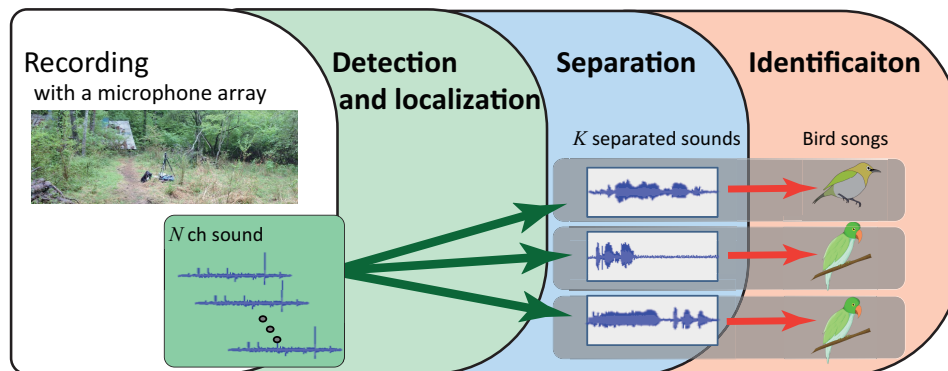 Recording
with a microphone array
N ch sound
Detection
and localization
Separation
K separated sounds
Identificaiton
Bird songs